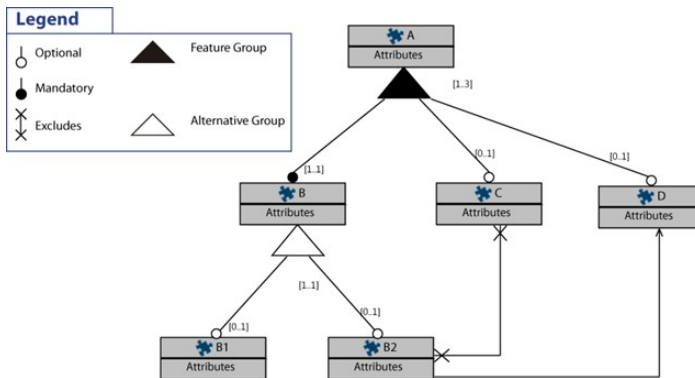 Legend
Optional
Feature Group
Mandatory
Excludes
Alternative Group
A
Attributes
[1..3]
[1..1]
[0..1]
[0..1]
B
Attributes
C
Attributes
D
Attributes
[1..1]
[0..1]
[0..1]
B1
Attributes
B2
Attributes